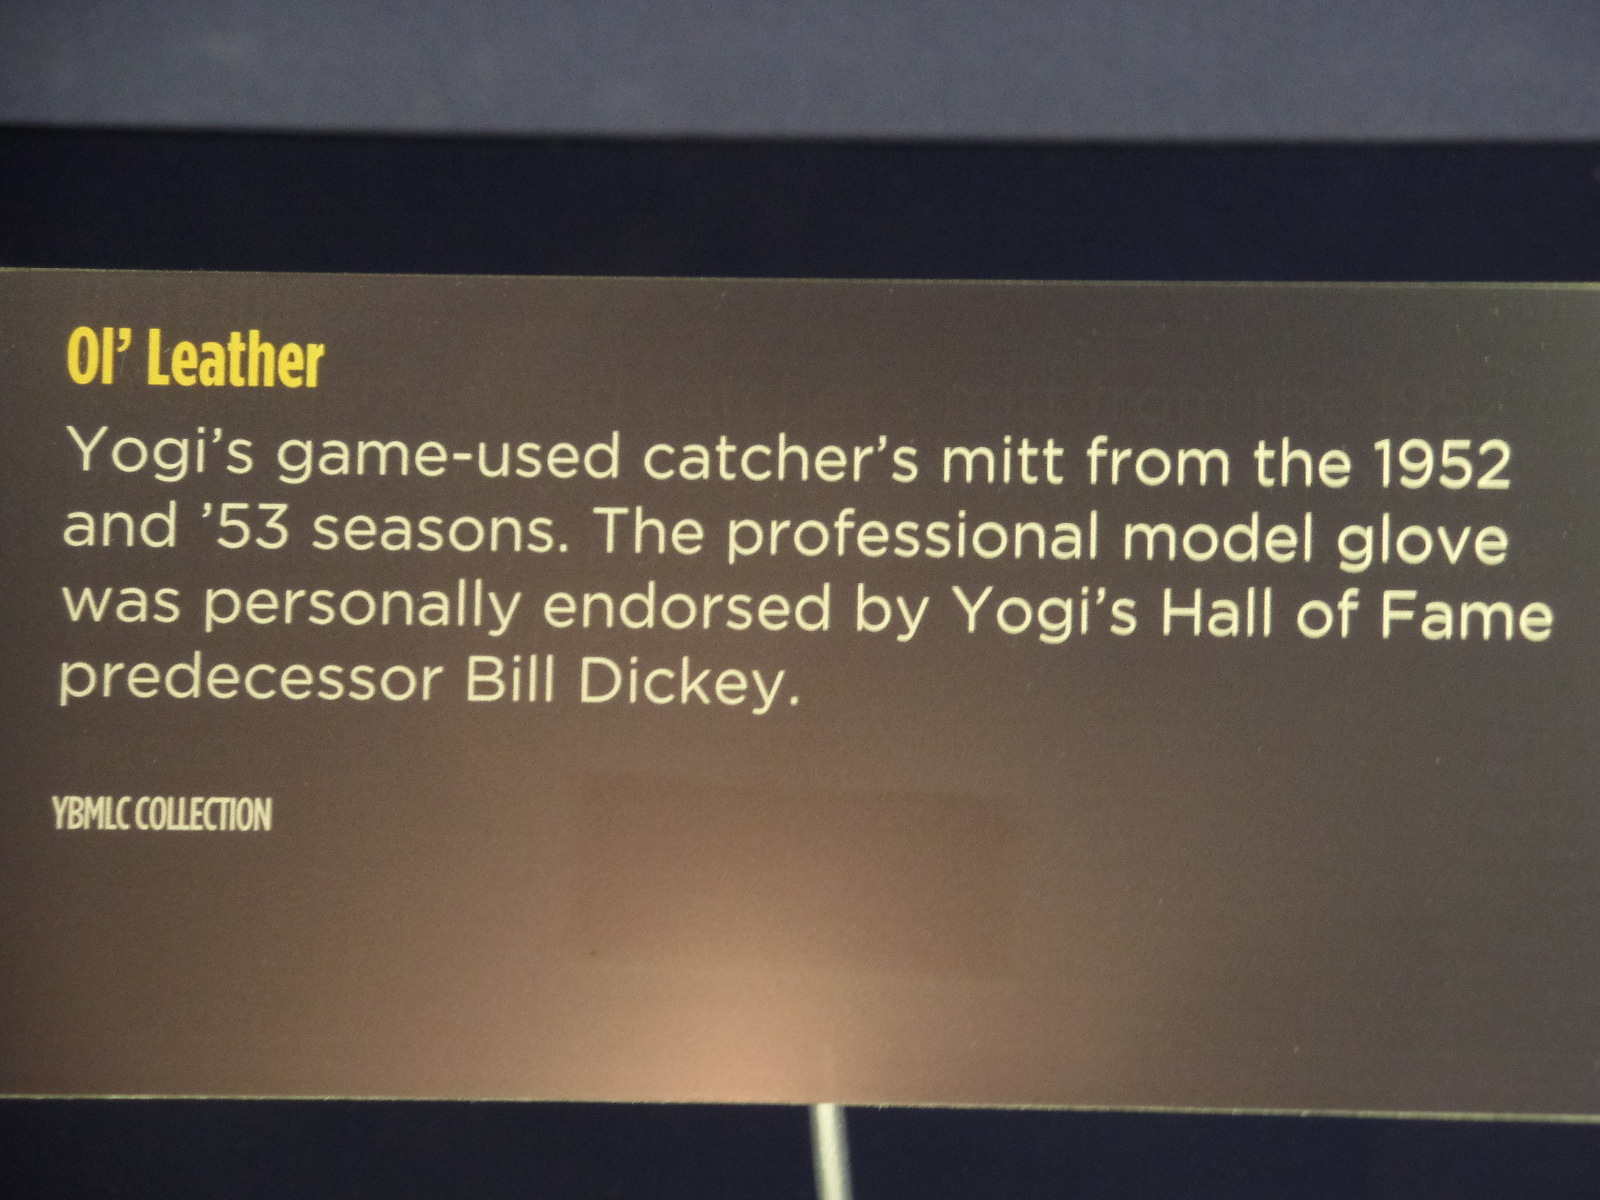 Ol’ Leather
Yogi’s game-used catcher’s mitt from the 1952
and ’53 seasons. The professional model glove
was personally endorsed by Yogi’s Hall of Fame
predecessor Bill Dickey.
YBMLC COLLECTION